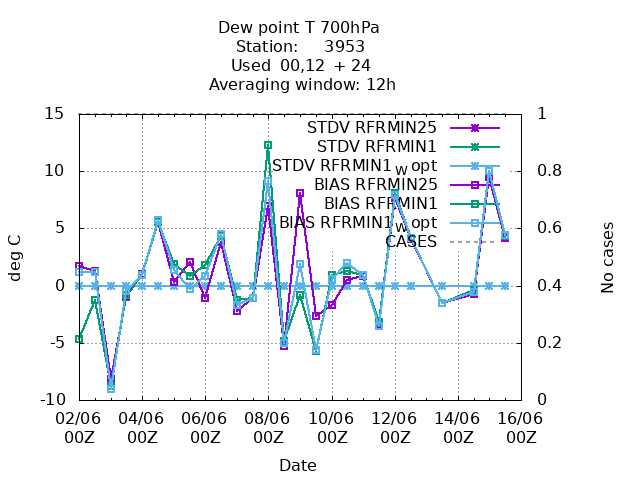 Dew point T 700hPa
Station: 3953
Used 00,12 + 24
Averaging window: 12h
15 1
STDV RFRMIN25
STDV RFRMIN1
10 STDV RFRMIN1_w opt 0.8
BIAS RFRMIN25
BIAS RFRMIN1
5 BIAS RFRMIN1_w opt 0.6
CASES
deg C No cases
0 0.4
-5 0.2
-10 0
02/06 04/06 06/06 08/06 10/06 12/06 14/06 16/06
00Z 00Z 00Z 00Z 00Z 00Z 00Z 00Z
Date